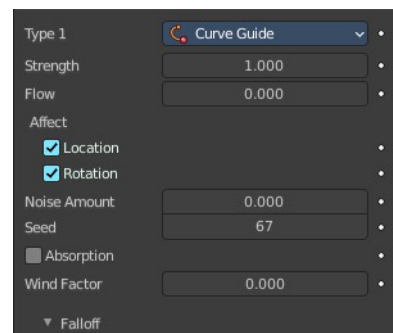 Type 1 Curve Guide
Strength 1.000
Flow 0.000
Affect
Location
Rotation
Noise Amount 0.000
Seed 67
Absorption
Wind Factor 0.000
Falloff